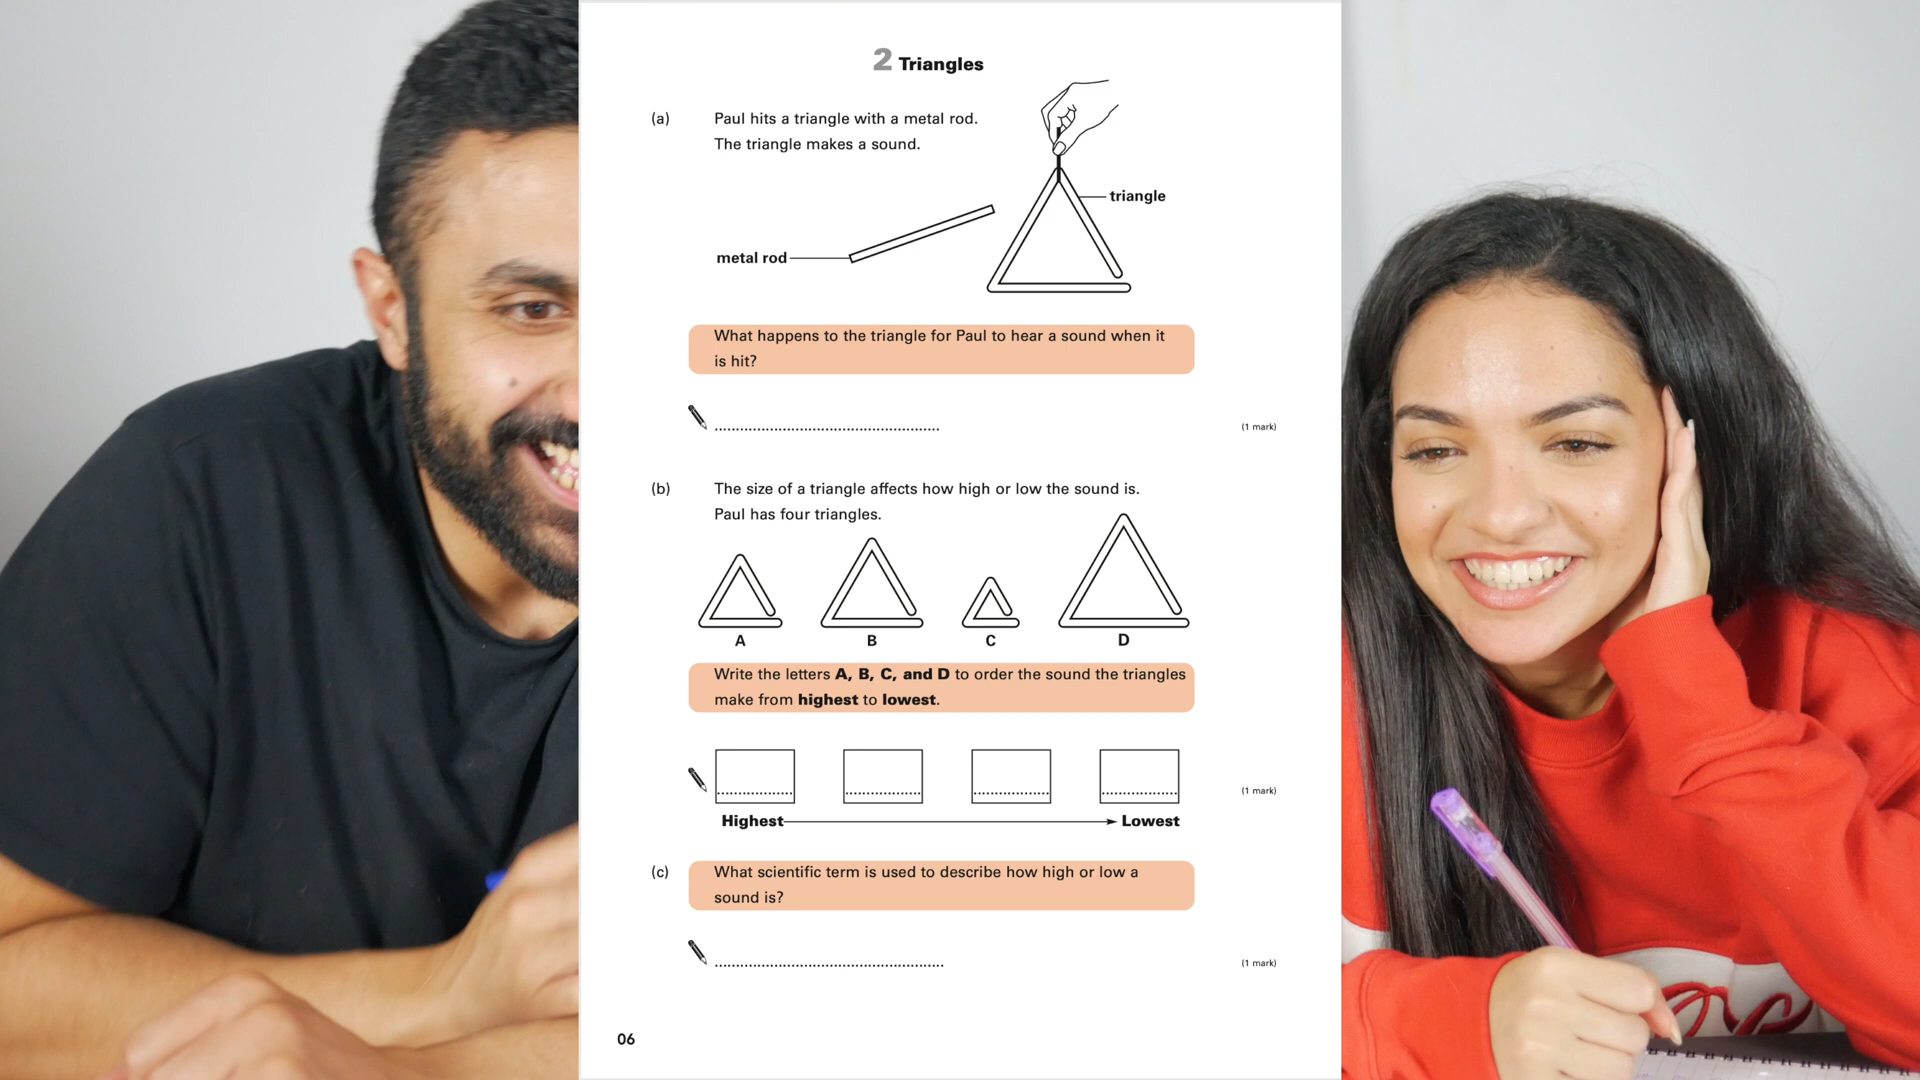 2 Triangles
(a) Paul hits a triangle with a metal rod.
The triangle makes a sound.
triangle
metal rod
What happens to the triangle for Paul to hear a sound when it
is hit?
(1 mark)
(b) The size of a triangle affects how high or low the sound is.
Paul has four triangles.
A B C D
Write the letters A, B, C, and D to order the sound the triangles
make from highest to lowest.
(1 mark)
Highest Lowest
(c) What scientific term is used to describe how high or low a
sound is?
(1 mark)
06